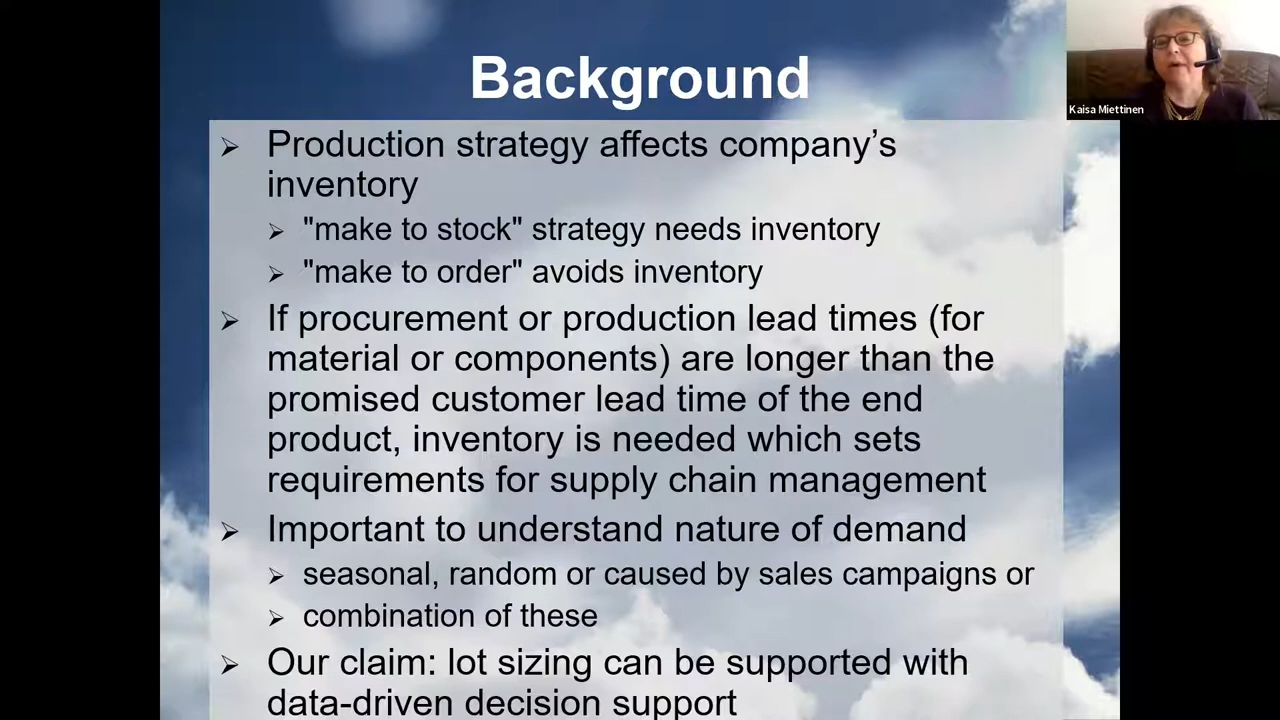 Background
Kaisa Miettinen
➢ Production strategy affects company’s
inventory
➢ "make to stock" strategy needs inventory
➢ "make to order" avoids inventory
➢ If procurement or production lead times (for
material or components) are longer than the
promised customer lead time of the end
product, inventory is needed which sets
requirements for supply chain management
➢ Important to understand nature of demand
➢ seasonal, random or caused by sales campaigns or
➢ combination of these
➢ Our claim: lot sizing can be supported with
data-driven decision support